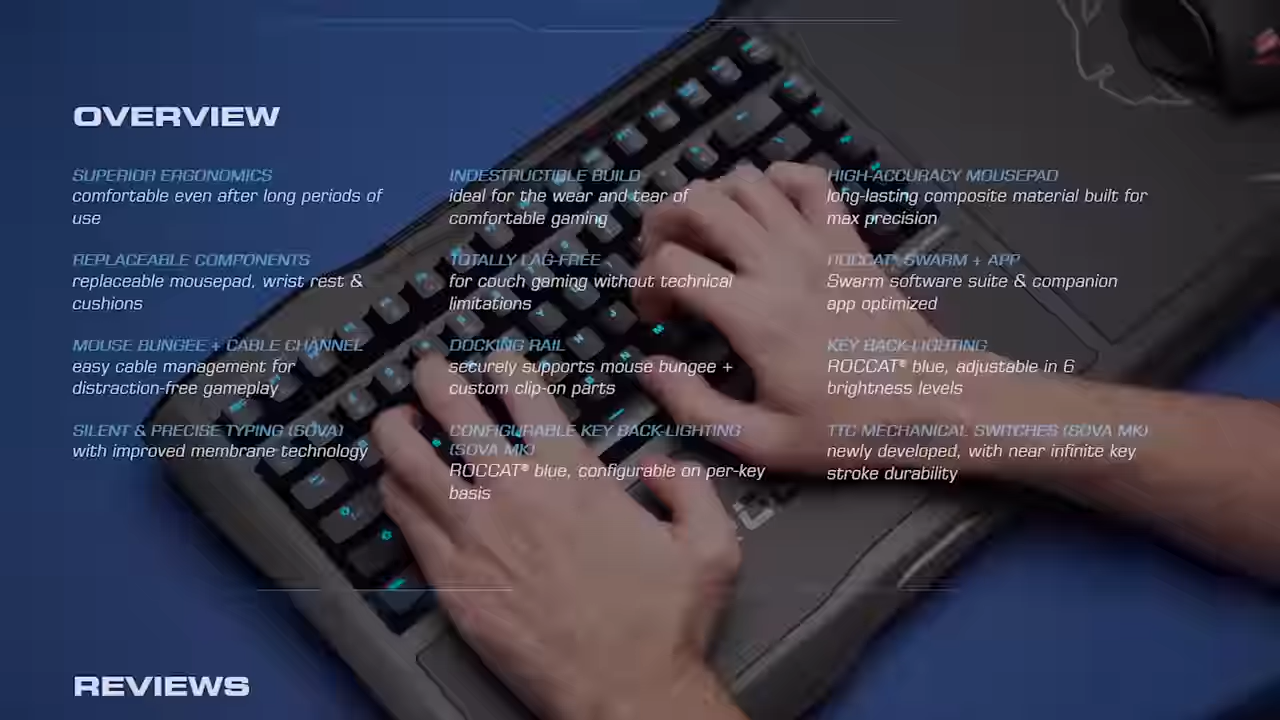 OVERVIEW
SUPERIOR ERGONOMICS
comfortable even after long periods of
use
INDESTRUCTIBLE BUILD
ideal for the wear and tear of
comfortable gaming
HIGH-ACCURACY MOUSEPAD
long-lasting composite material built for
max precision
REPLACEABLE COMPONENTS
replaceable mousepad, wrist rest &
cushions
TOTALLY LAG-FREE
for couch gaming without technical
limitations
ROCCAT® SWARM + APP
Swarm software suite & companion
app optimized
MOUSE BUNGEE + CABLE CHANNEL
easy cable management for
distraction-free gameplay
DOCKING RAIL
securely supports mouse bungee +
custom clip-on parts
KEY BACK-LIGHTING
ROCCAT® blue, adjustable in 6
brightness levels
SILENT & PRECISE TYPING (SOVA)
with improved membrane technology
CONFIGURABLE KEY BACK-LIGHTING
(SOVA MK)
ROCCAT® blue, configurable on per-key
basis
TTC MECHANICAL SWITCHES (SOVA MK)
newly developed, with near infinite key
stroke durability
REVIEWS